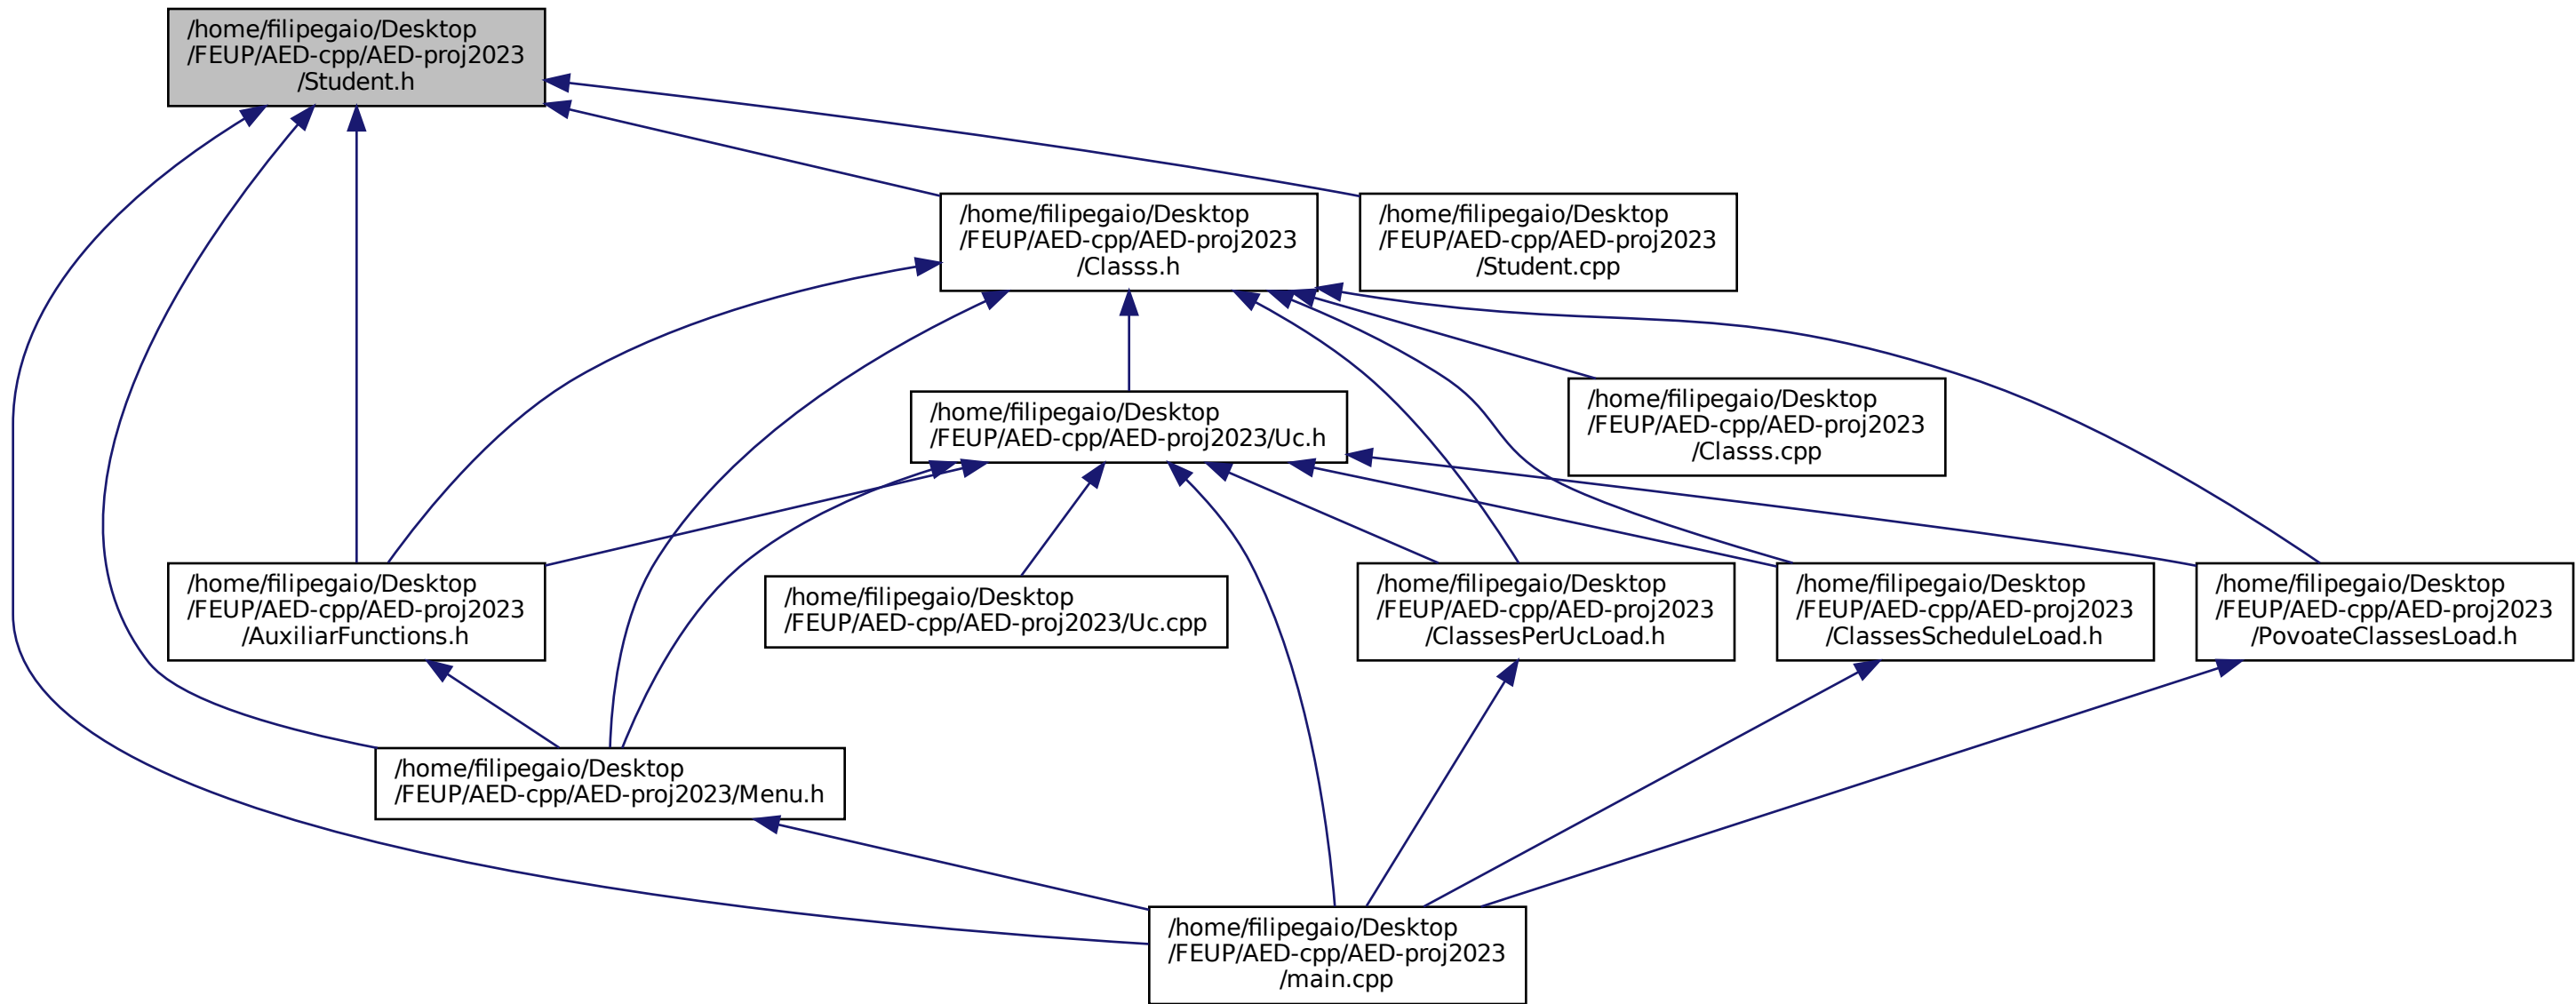 /home/filipegaio/Desktop
/FEUP/AED-cpp/AED-proj2023
/Student.h
/home/filipegaio/Desktop
/FEUP/AED-cpp/AED-proj2023
/Classs.h
/home/filipegaio/Desktop
/FEUP/AED-cpp/AED-proj2023
/Student.cpp
/home/filipegaio/Desktop
/FEUP/AED-cpp/AED-proj2023/Uc.h
/home/filipegaio/Desktop
/FEUP/AED-cpp/AED-proj2023
/Classs.cpp
/home/filipegaio/Desktop
/FEUP/AED-cpp/AED-proj2023
/AuxiliarFunctions.h
/home/filipegaio/Desktop
/FEUP/AED-cpp/AED-proj2023/Uc.cpp
/home/filipegaio/Desktop
/FEUP/AED-cpp/AED-proj2023
/ClassesPerUcLoad.h
/home/filipegaio/Desktop
/FEUP/AED-cpp/AED-proj2023
/ClassesScheduleLoad.h
/home/filipegaio/Desktop
/FEUP/AED-cpp/AED-proj2023
/PovoateClassesLoad.h
/home/filipegaio/Desktop
/FEUP/AED-cpp/AED-proj2023/Menu.h
/home/filipegaio/Desktop
/FEUP/AED-cpp/AED-proj2023
/main.cpp